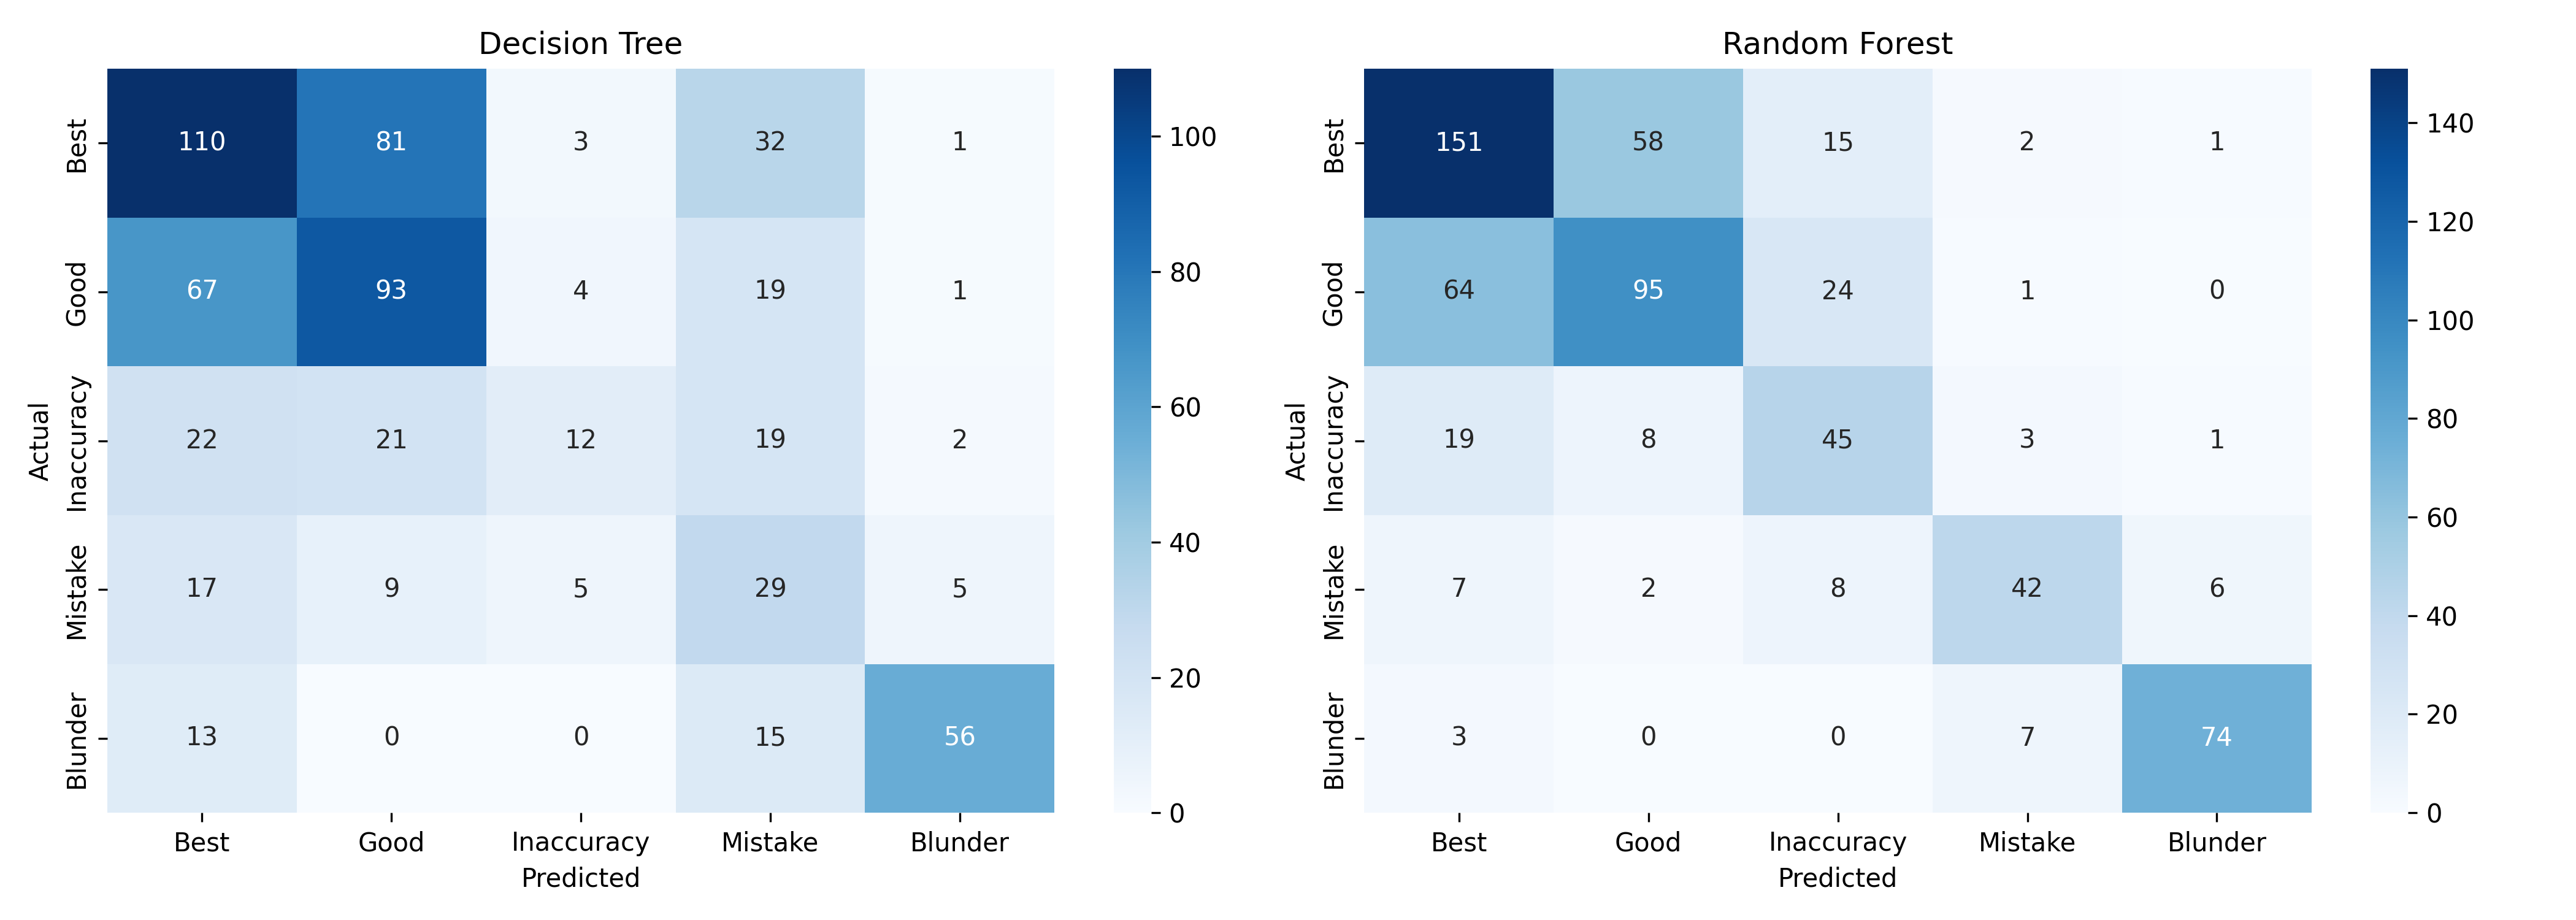 Decision Tree
Best 110 81 3 32 1
Good 67 93 4 19 1
Inaccuracy 22 21 12 19 2
Mistake 17 9 5 29 5
Blunder 13 0 0 15 56
Actual
Best Good Inaccuracy Mistake Blunder
Predicted
100
80
60
40
20
0
Random Forest
Best 151 58 15 2 1
Good 64 95 24 1 0
Inaccuracy 19 8 45 3 1
Mistake 7 2 8 42 6
Blunder 3 0 0 7 74
Actual
Best Good Inaccuracy Mistake Blunder
Predicted
140
120
100
80
60
40
20
0